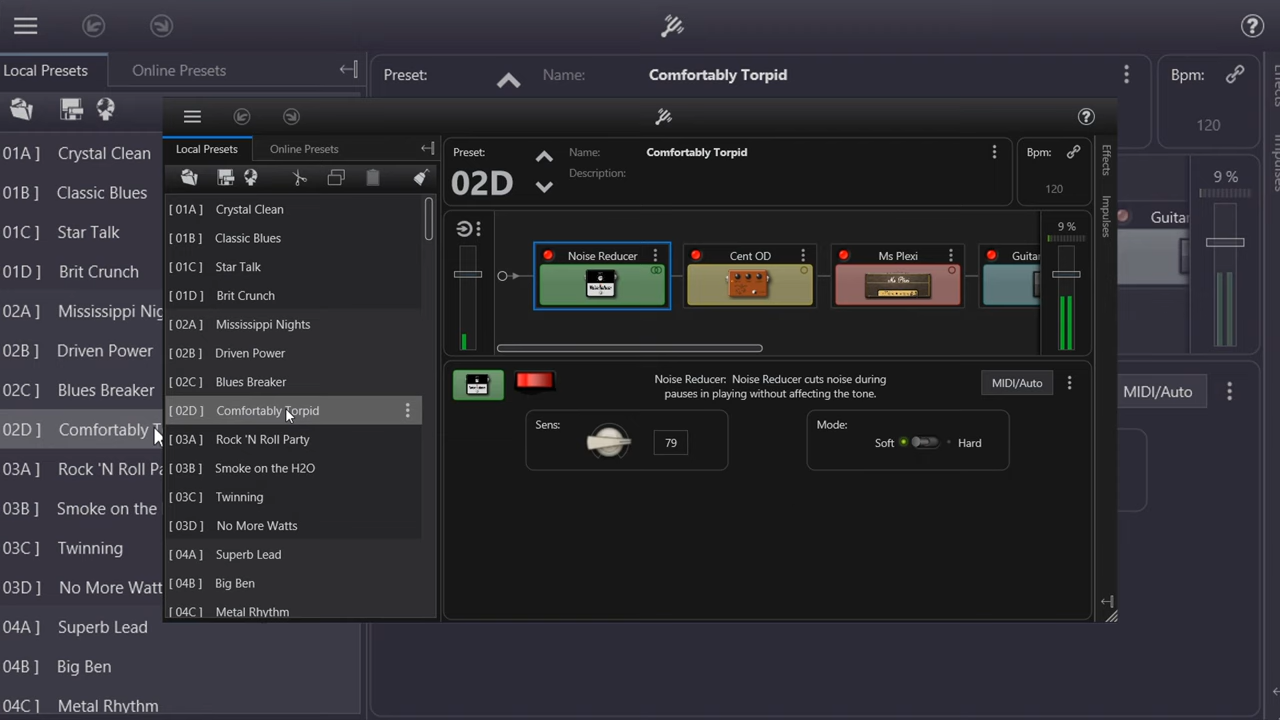 Local Presets
Online Presets
Preset:
Name:
Comfortably Torpid
Bpm:
120
Effects
Impulses
01A ] Crystal Clean
01B ] Classic Blues
01C ] Star Talk
01D ] Brit Crunch
02A ] Mississippi Nig
02B ] Driven Power
02C ] Blues Breaker
02D ] Comfortably T
03A ] Rock 'N Roll Pa
03B ] Smoke on the
03C ] Twinning
03D ] No More Watt
04A ] Superb Lead
04B ] Big Ben
04C ] Metal Rhythm
9 %
Guitar
MIDI/Auto
Local Presets
Online Presets
[ 01A ] Crystal Clean
[ 01B ] Classic Blues
[ 01C ] Star Talk
[ 01D ] Brit Crunch
[ 02A ] Mississippi Nights
[ 02B ] Driven Power
[ 02C ] Blues Breaker
[ 02D ] Comfortably Torpid
[ 03A ] Rock 'N Roll Party
[ 03B ] Smoke on the H2O
[ 03C ] Twinning
[ 03D ] No More Watts
[ 04A ] Superb Lead
[ 04B ] Big Ben
[ 04C ] Metal Rhythm
Preset:
02D
Name: Comfortably Torpid
Description:
Bpm:
120
Effects
Impulses
Noise Reducer
Cent OD
Ms Plexi
Guita
9 %
Noise Reducer: Noise Reducer cuts noise during
pauses in playing without affecting the tone.
MIDI/Auto
Sens:
79
Mode:
Soft
Hard